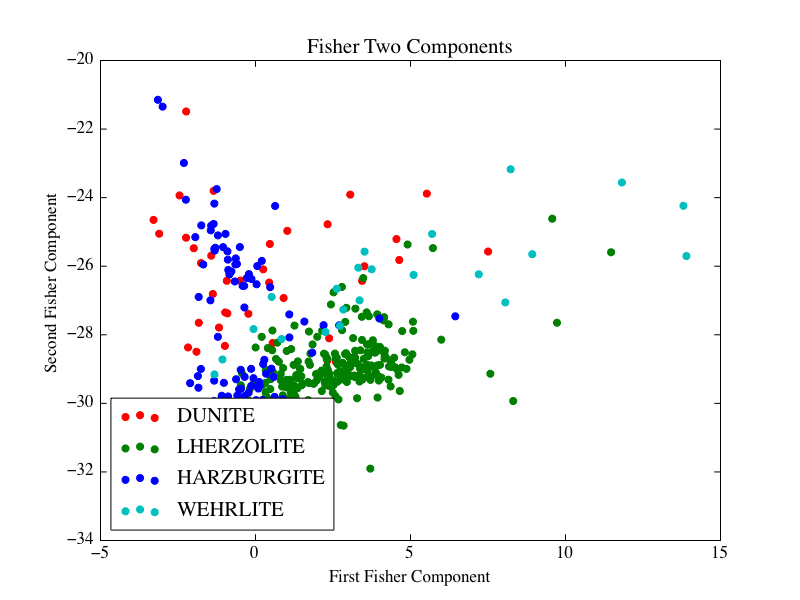 Fisher Two Components
−20
−22
−24
−26
−28
−30
−32
−34
Second Fisher Component
DUNITE
LHERZOLITE
HARZBURGITE
WEHRLITE
−5 0 5 10 15
First Fisher Component